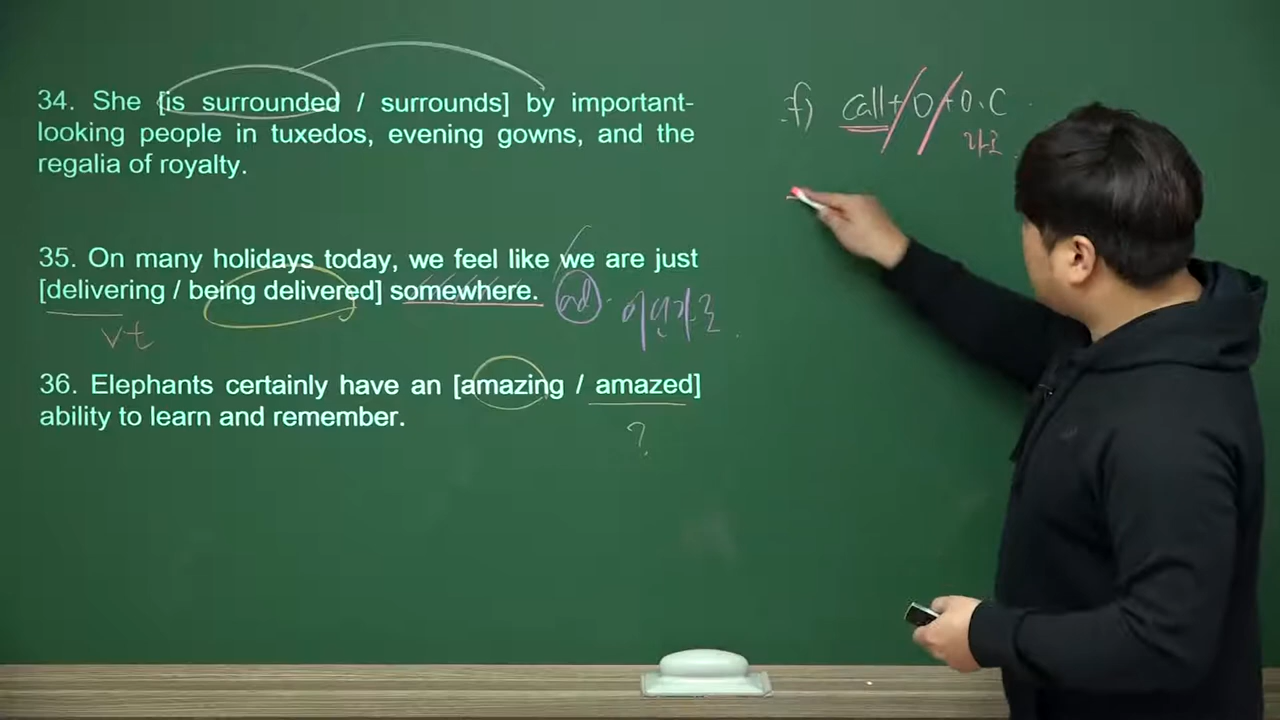 34. She [is surrounded / surrounds] by important-
looking people in tuxedos, evening gowns, and the
regalia of royalty.
35. On many holidays today, we feel like we are just
[delivering / being delivered] somewhere.
vt
ad
36. Elephants certainly have an [amazing / amazed]
ability to learn and remember.
?
cf) call + O + O.C